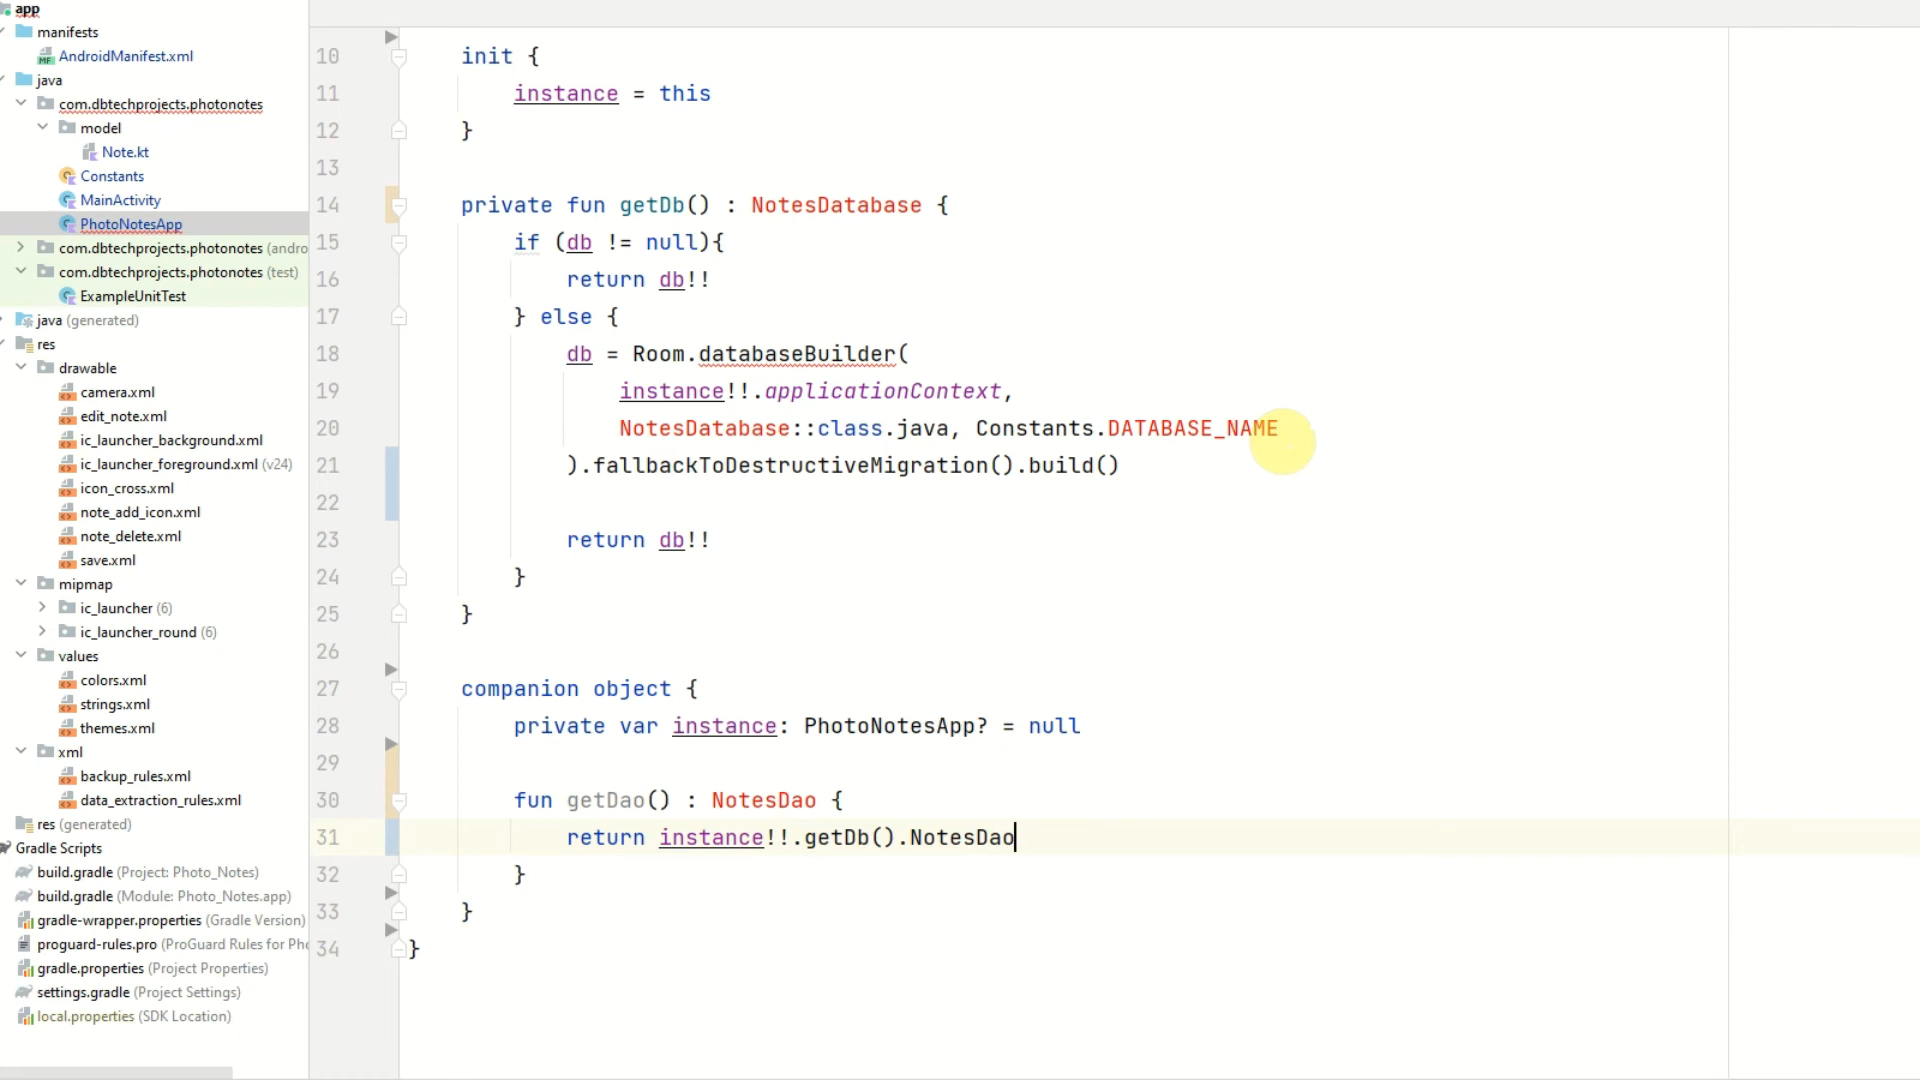 app
manifests
AndroidManifest.xml
java
com.dbtechprojects.photonotes
model
Note.kt
Constants
MainActivity
PhotoNotesApp
com.dbtechprojects.photonotes (andro
com.dbtechprojects.photonotes (test)
ExampleUnitTest
java (generated)
res
drawable
camera.xml
edit_note.xml
ic_launcher_background.xml
ic_launcher_foreground.xml (v24)
icon_cross.xml
note_add_icon.xml
note_delete.xml
save.xml
mipmap
ic_launcher (6)
ic_launcher_round (6)
values
colors.xml
strings.xml
themes.xml
xml
backup_rules.xml
data_extraction_rules.xml
res (generated)
Gradle Scripts
build.gradle (Project: Photo_Notes)
build.gradle (Module: Photo_Notes.app)
gradle-wrapper.properties (Gradle Version)
proguard-rules.pro (ProGuard Rules for Pho
gradle.properties (Project Properties)
settings.gradle (Project Settings)
local.properties (SDK Location)
10 init {
11 instance = this
12 }
13
14 private fun getDb() : NotesDatabase {
15 if (db != null){
16 return db!!
17 } else {
18 db = Room.databaseBuilder(
19 instance!!.applicationContext,
20 NotesDatabase::class.java, Constants.DATABASE_NAME
21 ).fallbackToDestructiveMigration().build()
22
23 return db!!
24 }
25 }
26
27 companion object {
28 private var instance: PhotoNotesApp? = null
29
30 fun getDao() : NotesDao {
31 return instance!!.getDb().NotesDao
32 }
33 }
34 }